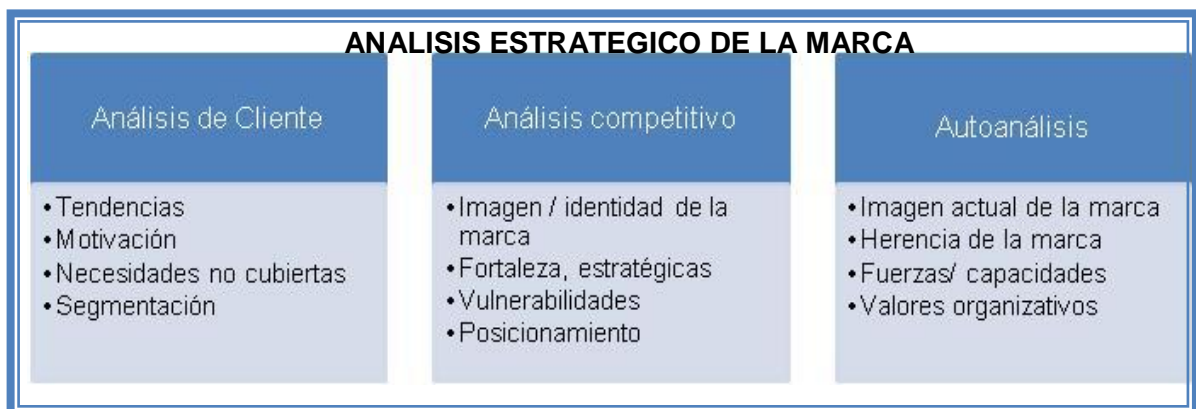 ANALISIS ESTRATEGICO DE LA MARCA
Análisis de Cliente
•Tendencias
•Motivación
•Necesidades no cubiertas
•Segmentación
Análisis competitivo
•Imagen / identidad de la
marca
•Fortaleza, estratégicas
•Vulnerabilidades
•Posicionamiento
Autoanálisis
•Imagen actual de la marca
•Herencia de la marca
•Fuerzas/ capacidades
•Valores organizativos